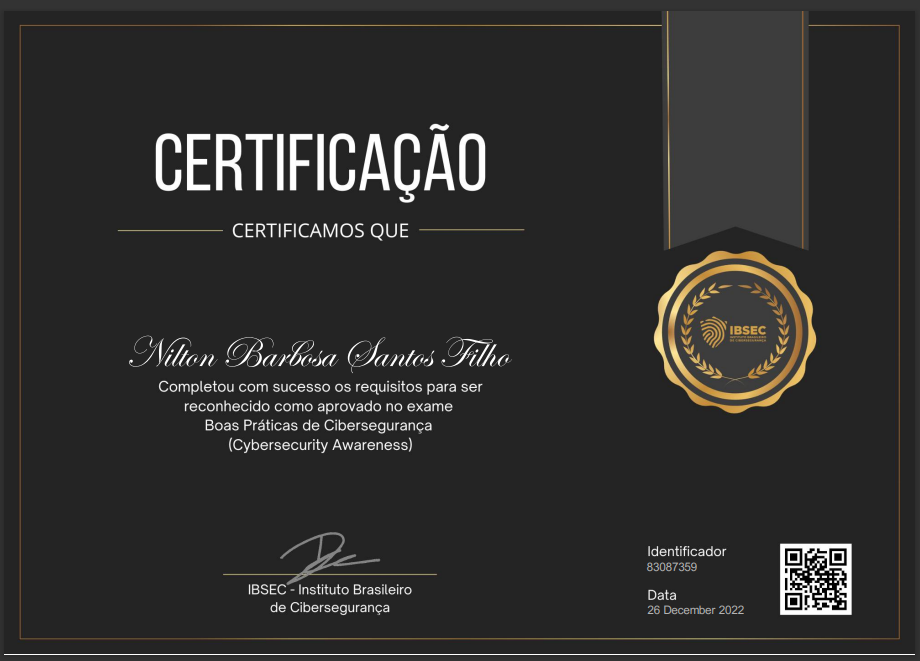 CERTIFICAÇÃO
CERTIFICAMOS QUE
Nilton Barbosa Santos Filho
Completou com sucesso os requisitos para ser
reconhecido como aprovado no exame
Boas Práticas de Cibersegurança
(Cybersecurity Awareness)
IBSEC
INSTITUTO BRASILEIRO
DE CIBERSEGURANÇA
IBSEC - Instituto Brasileiro
de Cibersegurança
Identificador
83087359
Data
26 December 2022